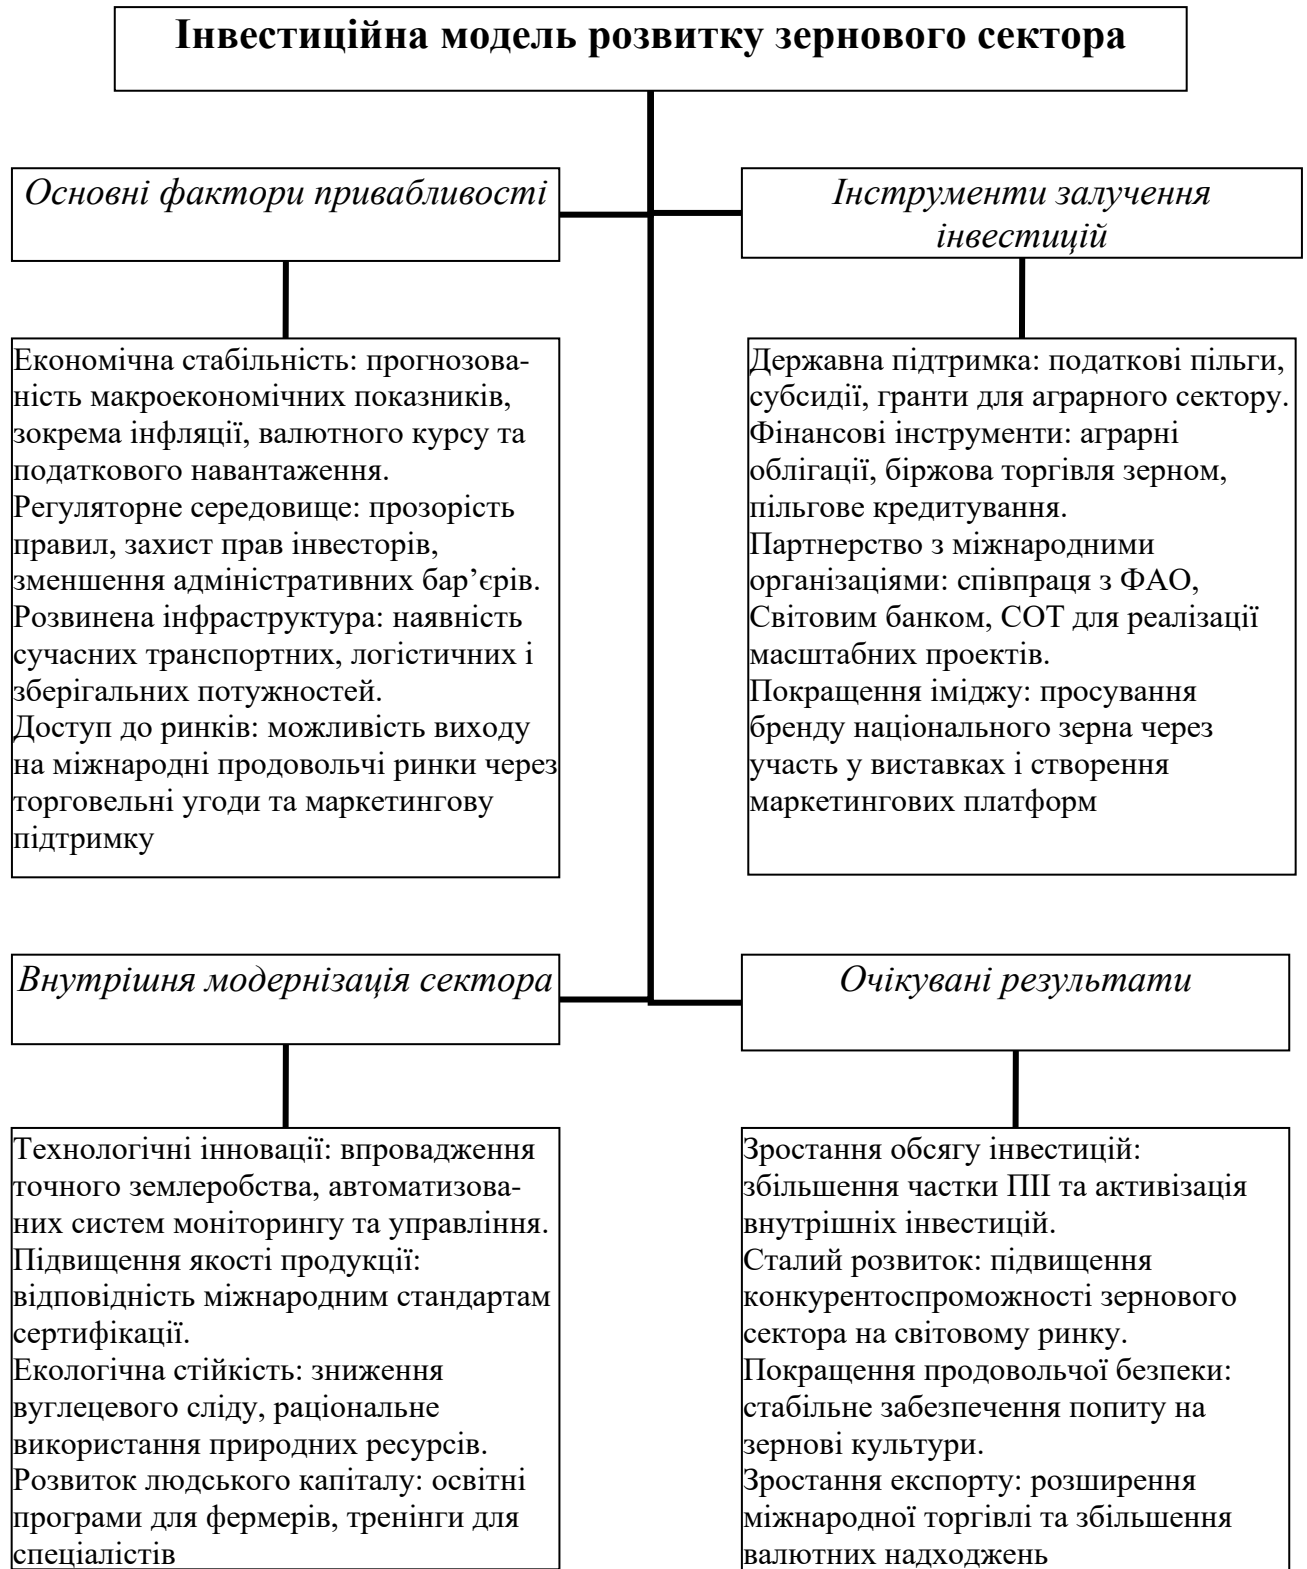 Інвестиційна модель розвитку зернового сектора
Основні фактори привабливості
Економічна стабільність: прогнозова-
ність макроекономічних показників,
зокрема інфляції, валютного курсу та
податкового навантаження.
Регуляторне середовище: прозорість
правил, захист прав інвесторів,
зменшення адміністративних бар’єрів.
Розвинена інфраструктура: наявність
сучасних транспортних, логістичних і
зберігальних потужностей.
Доступ до ринків: можливість виходу
на міжнародні продовольчі ринки через
торговельні угоди та маркетингову
підтримку
Інструменти залучення
інвестицій
Державна підтримка: податкові пільги,
субсидії, гранти для аграрного сектору.
Фінансові інструменти: аграрні
облігації, біржова торгівля зерном,
пільгове кредитування.
Партнерство з міжнародними
організаціями: співпраця з ФАО,
Світовим банком, СОТ для реалізації
масштабних проектів.
Покращення іміджу: просування
бренду національного зерна через
участь у виставках і створення
маркетингових платформ
Внутрішня модернізація сектора
Технологічні інновації: впровадження
точного землеробства, автоматизова-
них систем моніторингу та управління.
Підвищення якості продукції:
відповідність міжнародним стандартам
сертифікації.
Екологічна стійкість: зниження
вуглецевого сліду, раціональне
використання природних ресурсів.
Розвиток людського капіталу: освітні
програми для фермерів, тренінги для
спеціалістів
Очікувані результати
Зростання обсягу інвестицій:
збільшення частки ПІІ та активізація
внутрішніх інвестицій.
Сталий розвиток: підвищення
конкурентоспроможності зернового
сектора на світовому ринку.
Покращення продовольчої безпеки:
стабільне забезпечення попиту на
зернові культури.
Зростання експорту: розширення
міжнародної торгівлі та збільшення
валютних надходжень